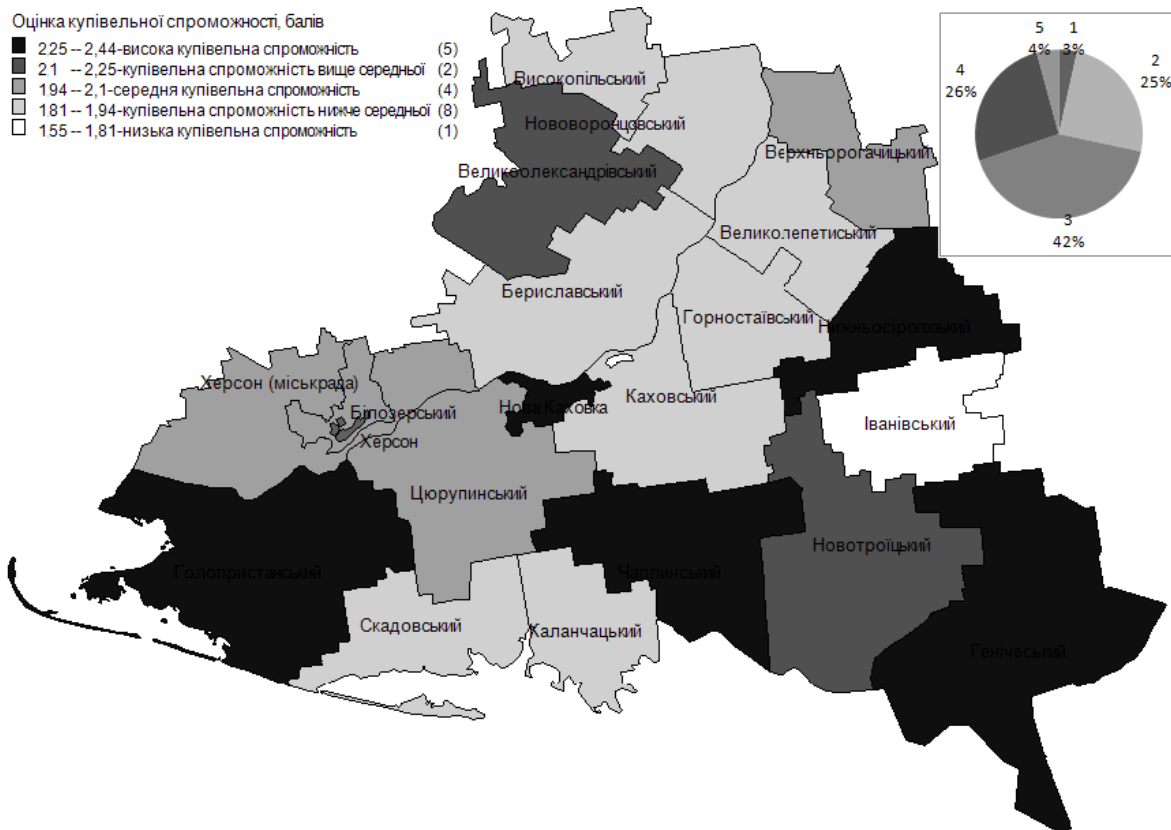 Оцінка купівельної спроможності, балів
225 -- 2,44-висока купівельна спроможність (5)
21 -- 2,25-купівельна спроможність вище середньої (2)
194 -- 2,1-середня купівельна спроможність (4)
181 -- 1,94-купівельна спроможність нижче середньої (8)
155 -- 1,81-низька купівельна спроможність (1)
5
4%
1
3%
2
25%
4
26%
3
42%
Високопільський
Нововоронцовський
Верхньорогачицький
Великоолександрівський
Великолепетиський
Бериславський
Горностаївський
Нижньосірогозький
Херсон (міськрада)
Білозерський
Нова Каховка
Каховський
Іванівський
Херсон
Цюрупинський
Новотроїцький
Голопристанський
Чаплинський
Скадовський
Каланчацький
Генічеський